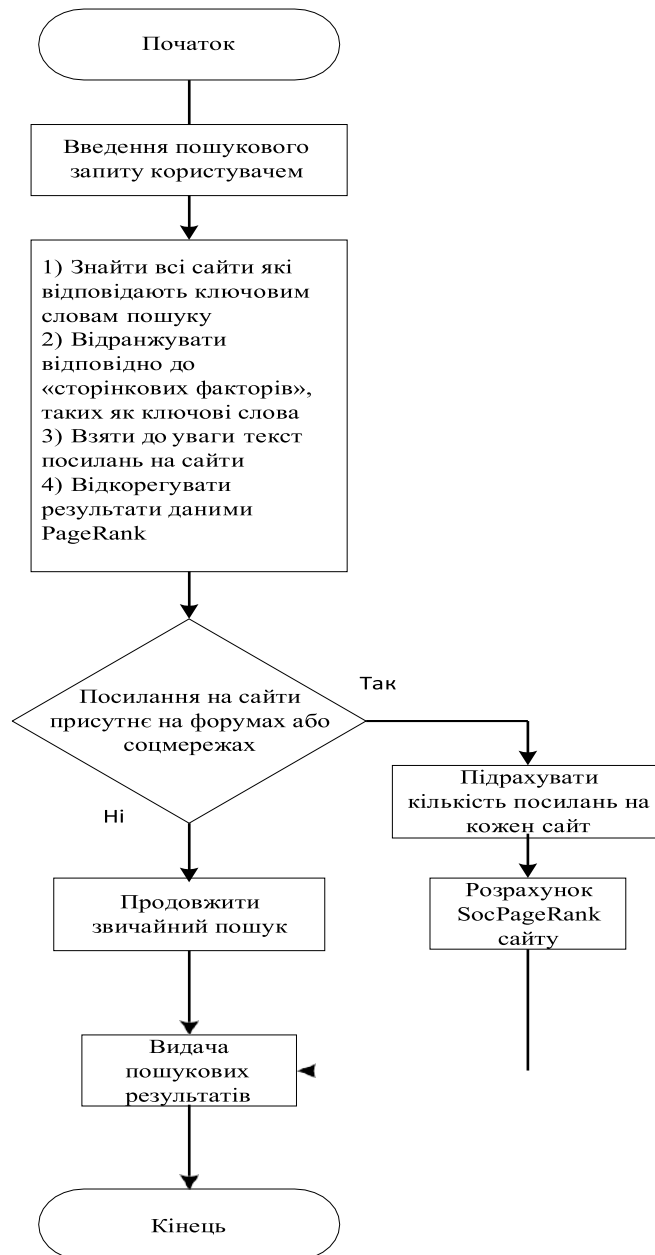 Початок
Введення пошукового
запиту користувачем
1) Знайти всі сайти які
відповідають ключовим
словам пошуку
2) Відранжувати
відповідно до
«сторінкових факторів»,
таких як ключові слова
3) Взяти до уваги текст
посилань на сайти
4) Відкорегувати
результати даними
PageRank
Посилання на сайти
присутнє на форумах або
соцмережах
Так
Підрахувати
кількість посилань на
кожен сайт
Розрахунок
SocPageRank
сайту
Ні
Продовжити
звичайний пошук
Видача
пошукових
результатів
Кінець